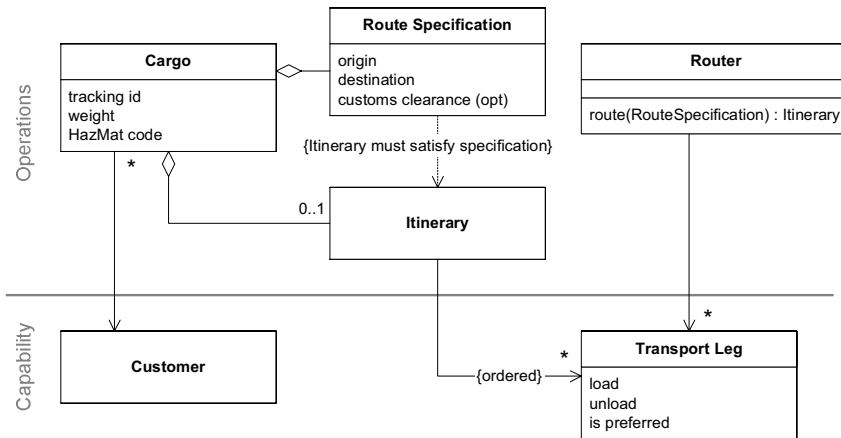 Operations
Cargo
tracking id
weight
HazMat code
Route Specification
origin
destination
customs clearance (opt)
Router
route(RouteSpecification) : Itinerary
{Itinerary must satisfy specification}
*
0..1
Itinerary
Capability
Customer
{ordered}
*
*
Transport Leg
load
unload
is preferred